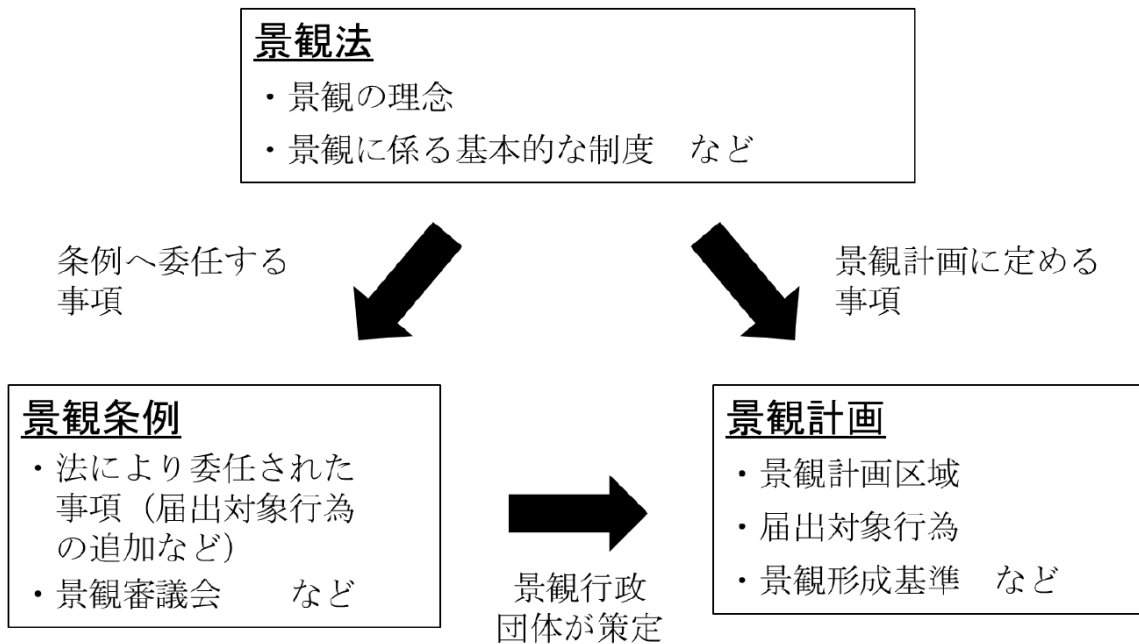 景観法
・景観の理念
・景観に係る基本的な制度　など
条例へ委任する
事項
景観計画に定める
事項
景観条例
・法により委任された
事項（届出対象行為
の追加など）
・景観審議会　　など
景観行政
団体が策定
景観計画
・景観計画区域
・届出対象行為
・景観形成基準　など